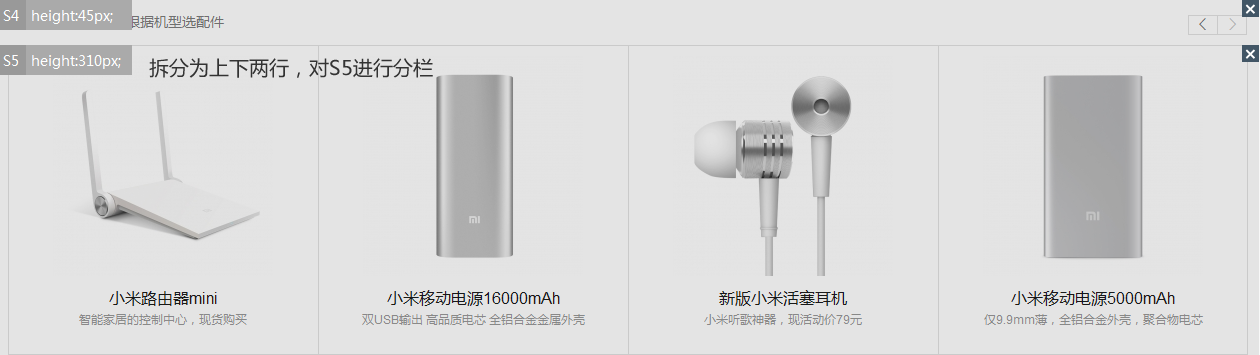 S4 height:45px;
根据机型选配件
S5 height:310px;
拆分为上下两行，对S5进行分栏
MI
MI
小米路由器mini
智能家居的控制中心，现货购买
小米移动电源16000mAh
双USB输出 高品质电芯 全铝合金金属外壳
新版小米活塞耳机
小米听歌神器，现活动价79元
小米移动电源5000mAh
仅9.9mm薄，全铝合金外壳，聚合物电芯